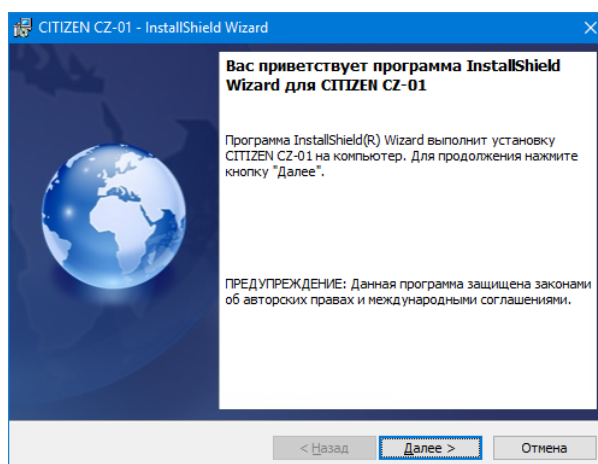 CITIZEN CZ-01 - InstallShield Wizard
Вас приветствует программа InstallShield
Wizard для CITIZEN CZ-01
Программа InstallShield(R) Wizard выполнит установку
CITIZEN CZ-01 на компьютер. Для продолжения нажмите
кнопку "Далее".
ПРЕДУПРЕЖДЕНИЕ: Данная программа защищена законами
об авторских правах и международными соглашениями.
< Назад Далее > Отмена